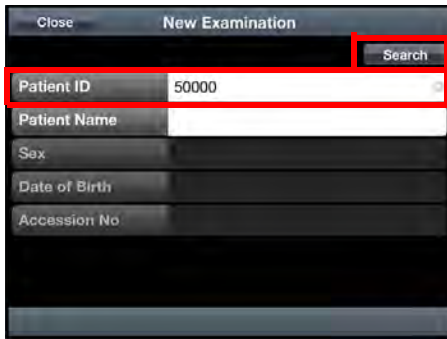 Close New Examination
Search
Patient ID 50000
Patient Name
Sex
Date of Birth
Accession No